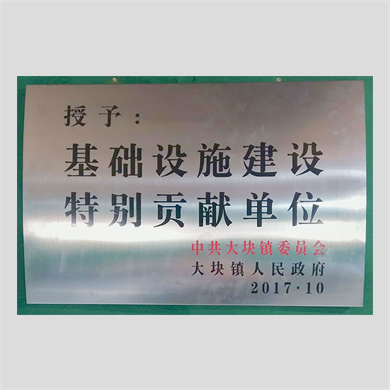 授予：
基础设施建设
特别贡献单位
中共大块镇委员会
大块镇人民政府
2017·10